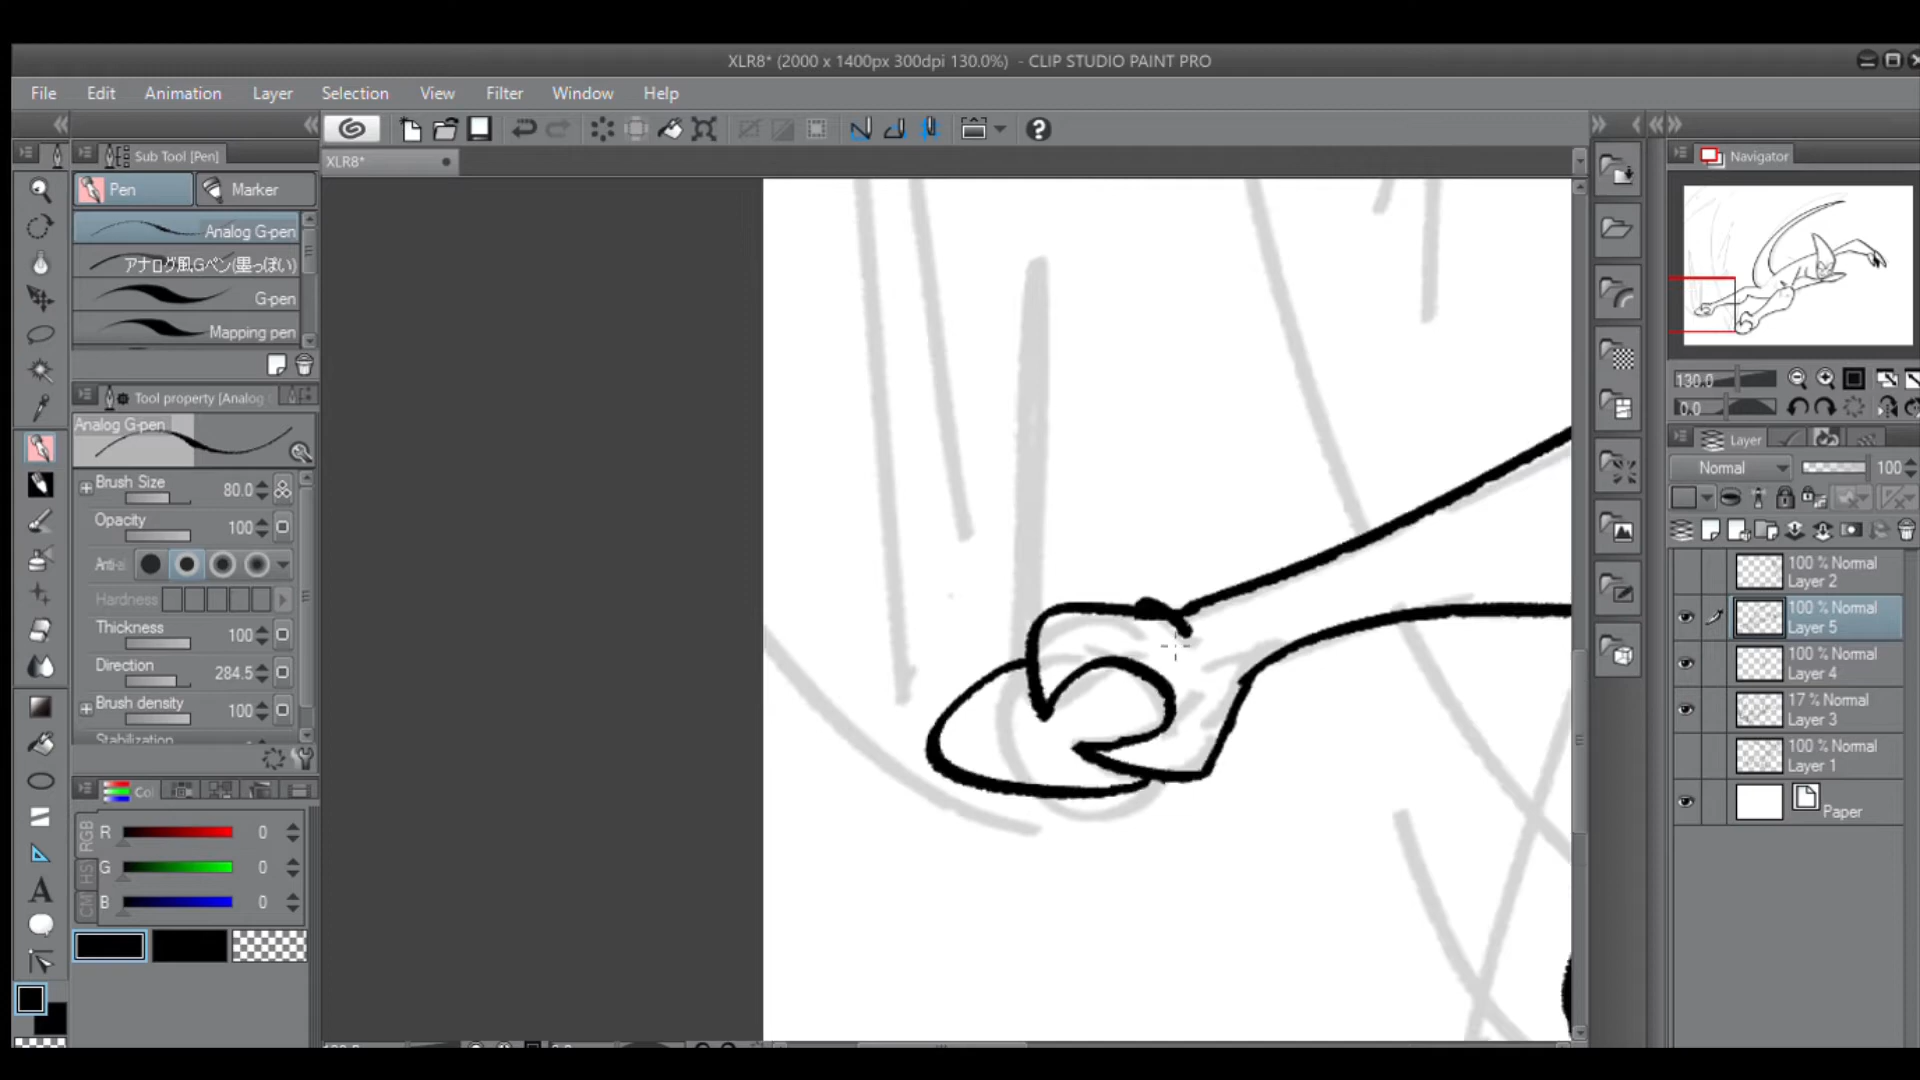 XLR8* (2000 x 1400px 300dpi 130.0%) - CLIP STUDIO PAINT PRO
File Edit Animation Layer Selection View Filter Window Help
Sub Tool [Pen]
XLR8*
Navigator
Pen Marker
Analog G-pen
アナログ風Gペン(墨っぽい)
G-pen
Mapping pen
130.0
0.0
Tool property [Analog G
Analog G-pen
Brush Size 80.0
Opacity 100
Anti-a
Hardness
Thickness 100
Direction 284.5
Brush density 100
Stabilization
Col
RGB
HS
CM
R 0
G 0
B 0
Layer
Normal 100
100 % Normal
Layer 2
100 % Normal
Layer 5
100 % Normal
Layer 4
17 % Normal
Layer 3
100 % Normal
Layer 1
Paper